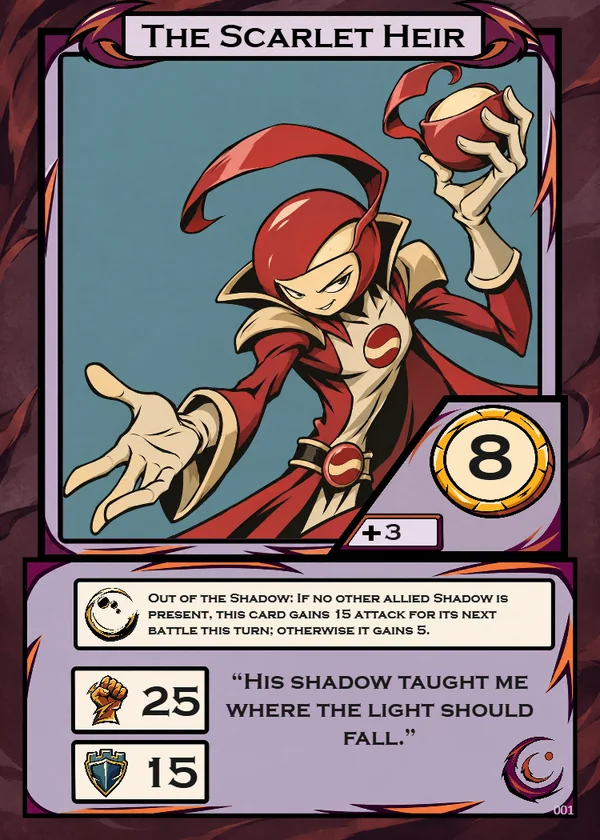 The Scarlet Heir
8
+3
Out of the Shadow: If no other allied Shadow is
present, this card gains 15 attack for its next
battle this turn; otherwise it gains 5.
25
15
“His shadow taught me
where the light should
fall.”
001